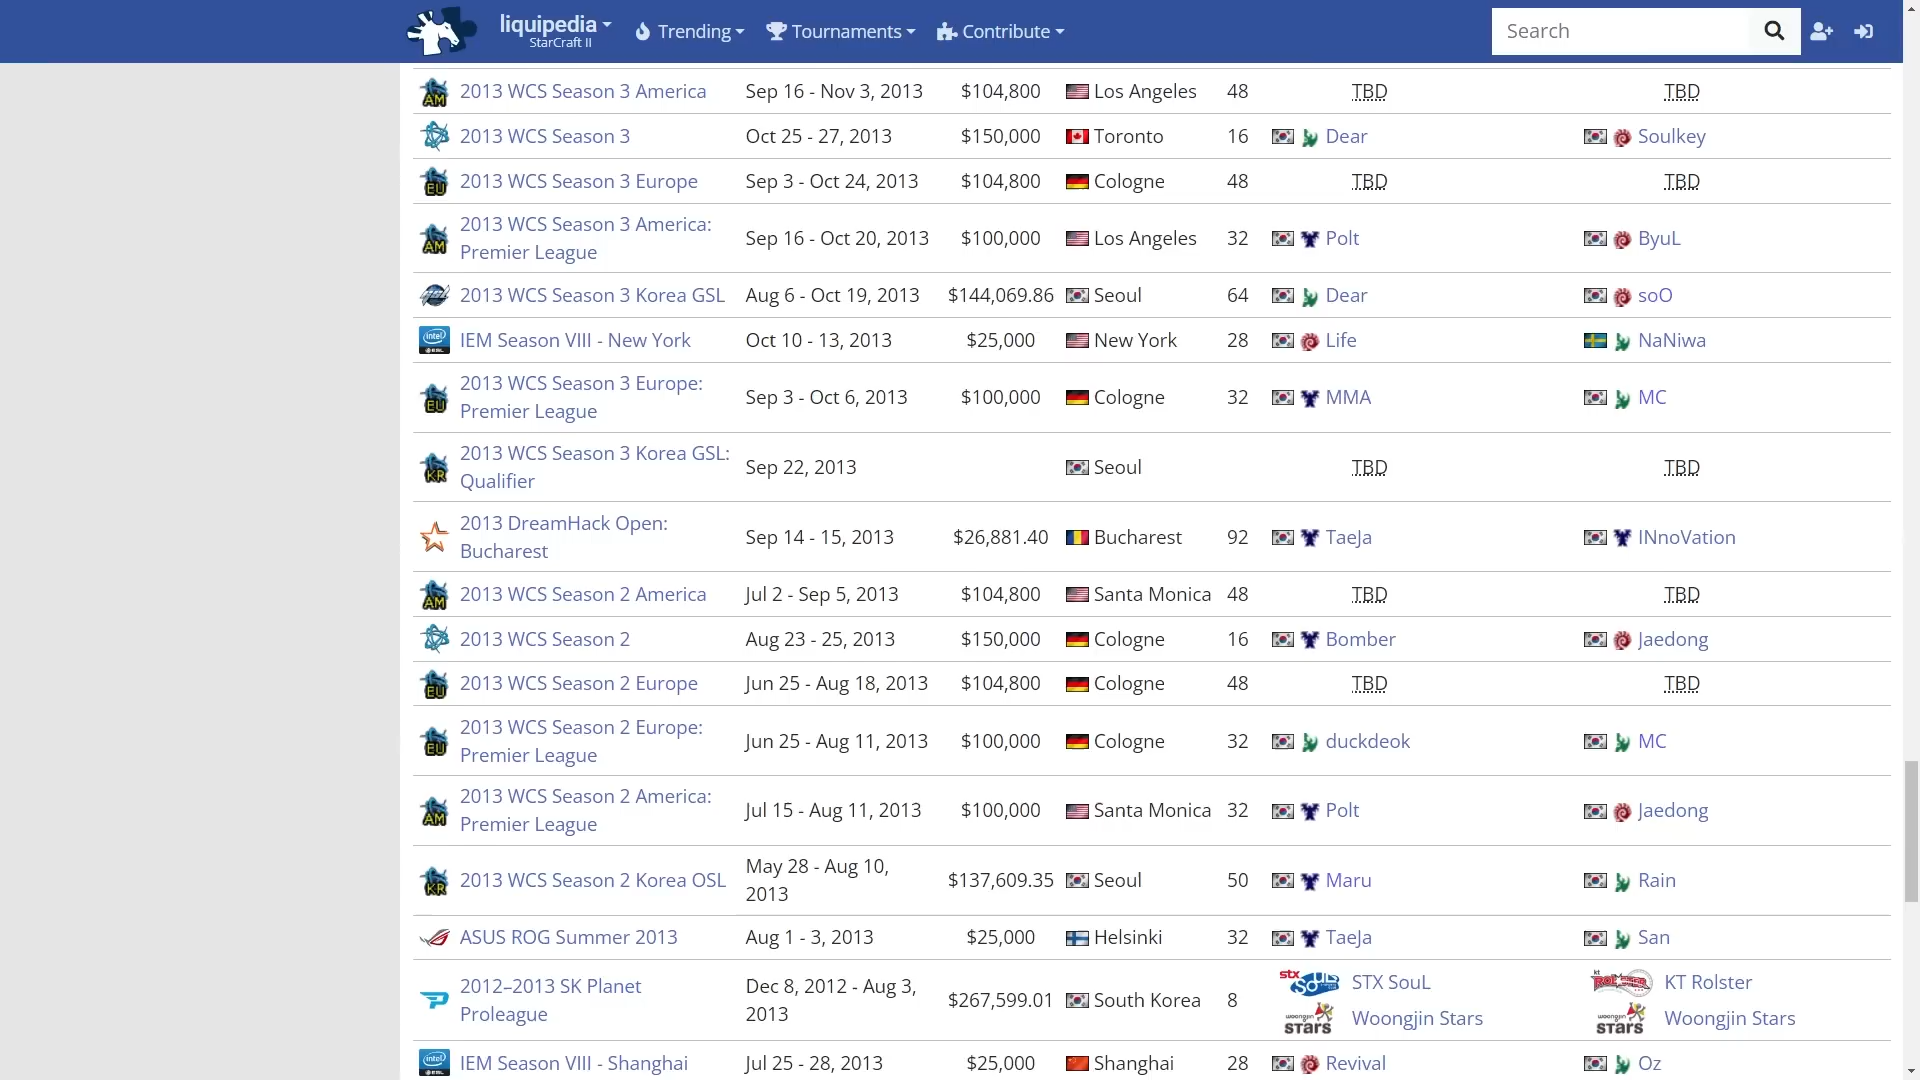 liquipedia
StarCraft II
Trending
Tournaments
Contribute
Search
2013 WCS Season 3 America Sep 16 - Nov 3, 2013 $104,800 Los Angeles 48 TBD TBD
2013 WCS Season 3 Oct 25 - 27, 2013 $150,000 Toronto 16 Dear Soulkey
2013 WCS Season 3 Europe Sep 3 - Oct 24, 2013 $104,800 Cologne 48 TBD TBD
2013 WCS Season 3 America:
Premier League Sep 16 - Oct 20, 2013 $100,000 Los Angeles 32 Polt ByuL
2013 WCS Season 3 Korea GSL Aug 6 - Oct 19, 2013 $144,069.86 Seoul 64 Dear soO
IEM Season VIII - New York Oct 10 - 13, 2013 $25,000 New York 28 Life NaNiwa
2013 WCS Season 3 Europe:
Premier League Sep 3 - Oct 6, 2013 $100,000 Cologne 32 MMA MC
2013 WCS Season 3 Korea GSL:
Qualifier Sep 22, 2013 Seoul TBD TBD
2013 DreamHack Open:
Bucharest Sep 14 - 15, 2013 $26,881.40 Bucharest 92 TaeJa INnoVation
2013 WCS Season 2 America Jul 2 - Sep 5, 2013 $104,800 Santa Monica 48 TBD TBD
2013 WCS Season 2 Aug 23 - 25, 2013 $150,000 Cologne 16 Bomber Jaedong
2013 WCS Season 2 Europe Jun 25 - Aug 18, 2013 $104,800 Cologne 48 TBD TBD
2013 WCS Season 2 Europe:
Premier League Jun 25 - Aug 11, 2013 $100,000 Cologne 32 duckdeok MC
2013 WCS Season 2 America:
Premier League Jul 15 - Aug 11, 2013 $100,000 Santa Monica 32 Polt Jaedong
2013 WCS Season 2 Korea OSL May 28 - Aug 10,
2013 $137,609.35 Seoul 50 Maru Rain
ASUS ROG Summer 2013 Aug 1 - 3, 2013 $25,000 Helsinki 32 TaeJa San
2012–2013 SK Planet
Proleague Dec 8, 2012 - Aug 3,
2013 $267,599.01 South Korea 8 STX SouL KT Rolster
Woongjin Stars Woongjin Stars
IEM Season VIII - Shanghai Jul 25 - 28, 2013 $25,000 Shanghai 28 Revival Oz